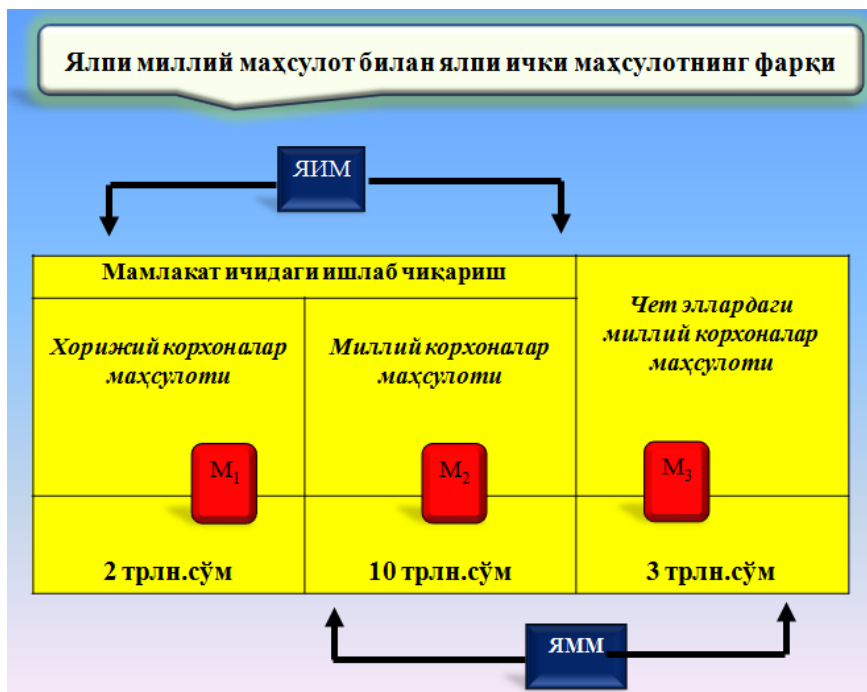 Ялпи миллий маҳсулот билан ялпи ички маҳсулотнинг фарқи
ЯИМ
Мамлакат ичидаги ишлаб чиқариш
Хорижий корхоналар
маҳсулоти
Миллий корхоналар
маҳсулоти
Чет эллардаги
миллий корхоналар
маҳсулоти
М₁
М₂
М₃
2 трлн.сўм
10 трлн.сўм
3 трлн.сўм
ЯММ